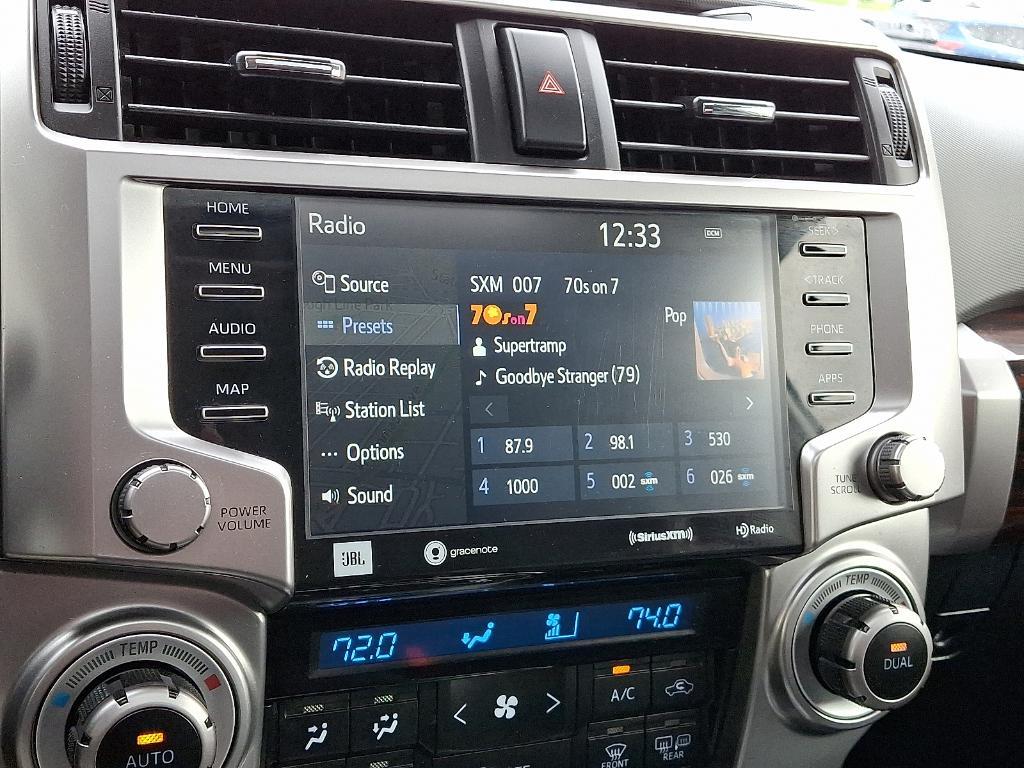 HOME
MENU
AUDIO
MAP
POWER
VOLUME
Radio
12:33
DCM
Source
Presets
Radio Replay
Station List
Options
Sound
SXM 007 70s on 7
70s on 7
Pop
Supertramp
Goodbye Stranger (79)
1 87.9
2 98.1
3 530
4 1000
5 002 sxm
6 026 sxm
SEEK >
< TRACK
PHONE
APPS
TUNE
SCROLL
JBL
gracenote
((SiriusXM))
HD Radio
72.0
74.0
TEMP
AUTO
TEMP
DUAL
A/C
FRONT
REAR